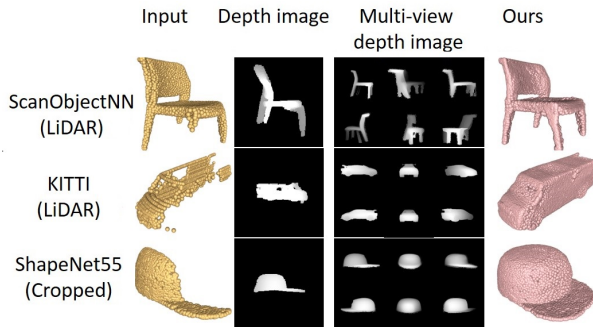 Input
Depth image
Multi-view
depth image
Ours
ScanObjectNN
(LiDAR)
KITTI
(LiDAR)
ShapeNet55
(Cropped)